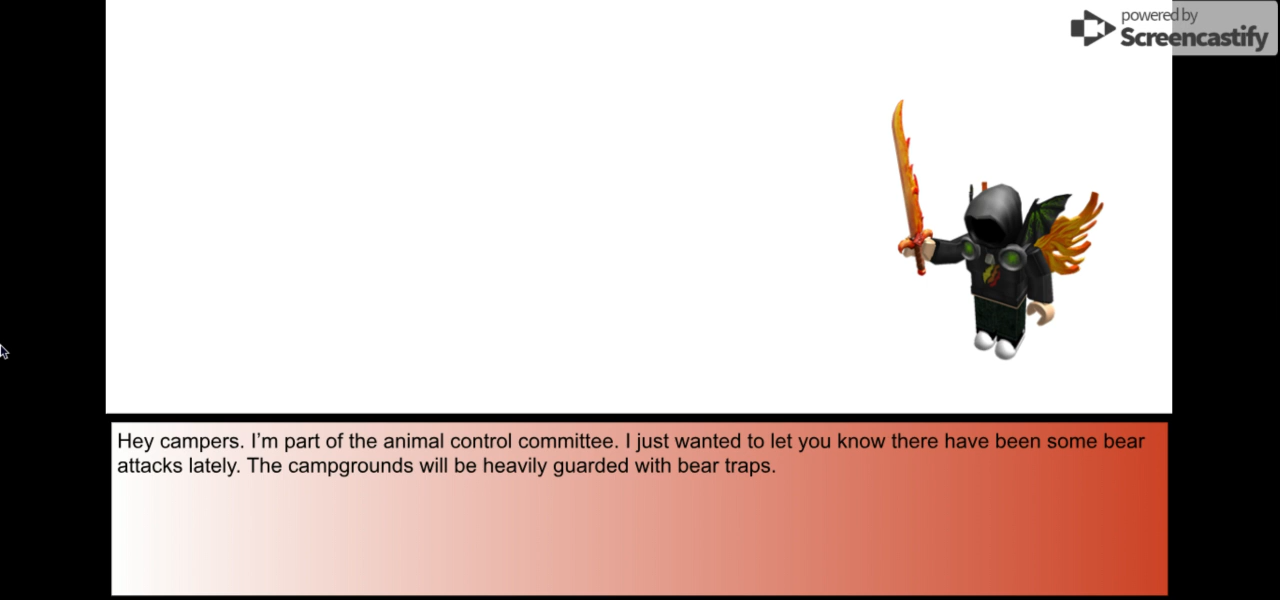 powered by
Screencastify
Hey campers. I'm part of the animal control committee. I just wanted to let you know there have been some bear
attacks lately. The campgrounds will be heavily guarded with bear traps.